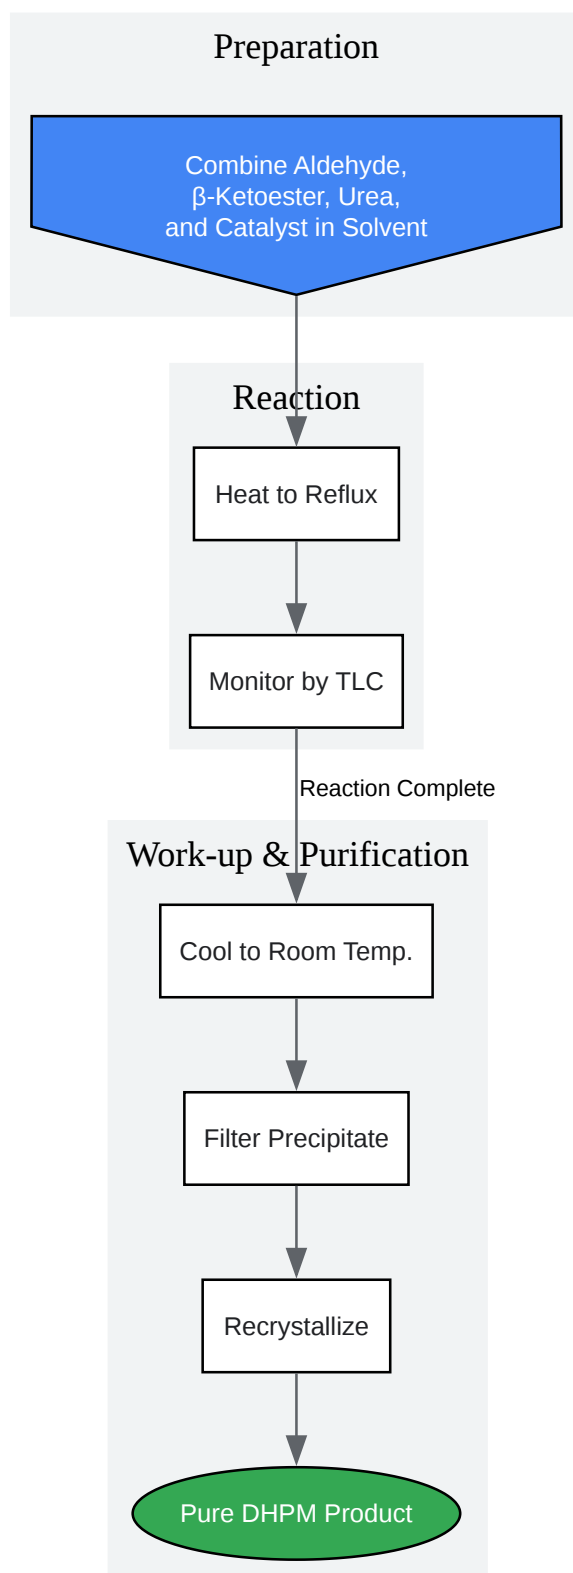 Preparation
Combine Aldehyde,
β-Ketoester, Urea,
and Catalyst in Solvent
Reaction
Heat to Reflux
Monitor by TLC
Reaction Complete
Work-up & Purification
Cool to Room Temp.
Filter Precipitate
Recrystallize
Pure DHPM Product